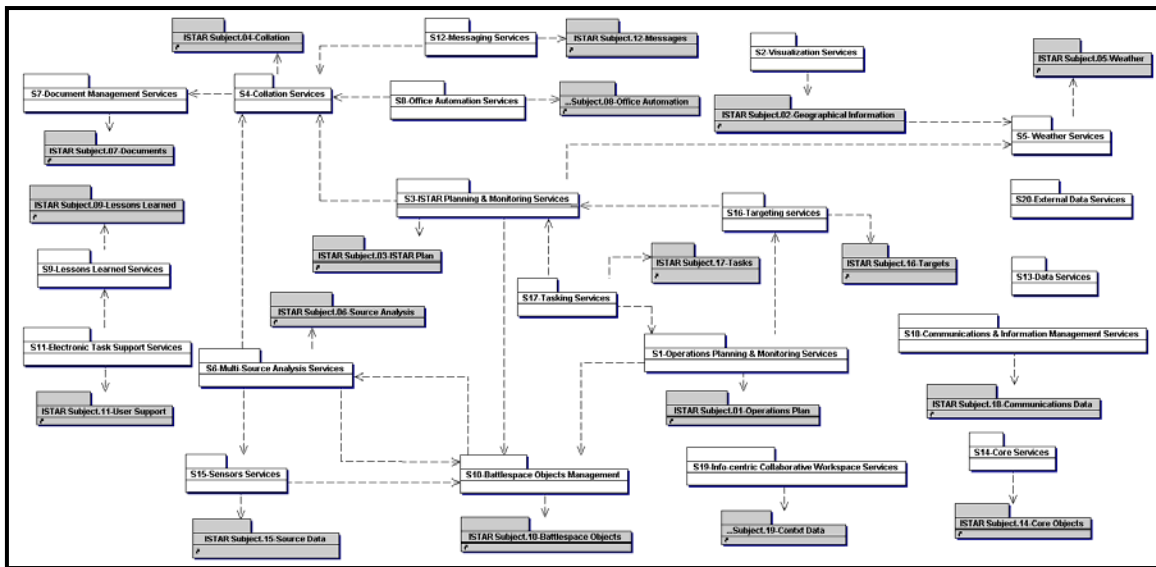 ISTAR Subject.04-Collation
S12-Messaging Services
ISTAR Subject.12-Messages
S2-Visualization Services
ISTAR Subject.05-Weather
S7-Document Management Services
S4-Collation Services
S8-Office Automation Services
...Subject.08-Office Automation
ISTAR Subject.02-Geographical Information
S5- Weather Services
ISTAR Subject.07-Documents
ISTAR Subject.09-Lessons Learned
S3-ISTAR Planning & Monitoring Services
S16-Targeting services
S20-External Data Services
ISTAR Subject.03-ISTAR Plan
ISTAR Subject.17-Tasks
ISTAR Subject.16-Targets
S9-Lessons Learned Services
S13-Data Services
S17-Tasking Services
ISTAR Subject.06-Source Analysis
S18-Communications & Information Management Services
S11-Electronic Task Support Services
S1-Operations Planning & Monitoring Services
S6-Multi-Source Analysis Services
ISTAR Subject.11-User Support
ISTAR Subject.01-Operations Plan
ISTAR Subject.18-Communications Data
S14-Core Services
S15-Sensors Services
S10-Battlespace Objects Management
S19-Info-centric Collaborative Workspace Services
ISTAR Subject.15-Source Data
ISTAR Subject.10-Battlespace Objects
...Subject.19-Contxt Data
ISTAR Subject.14-Core Objects